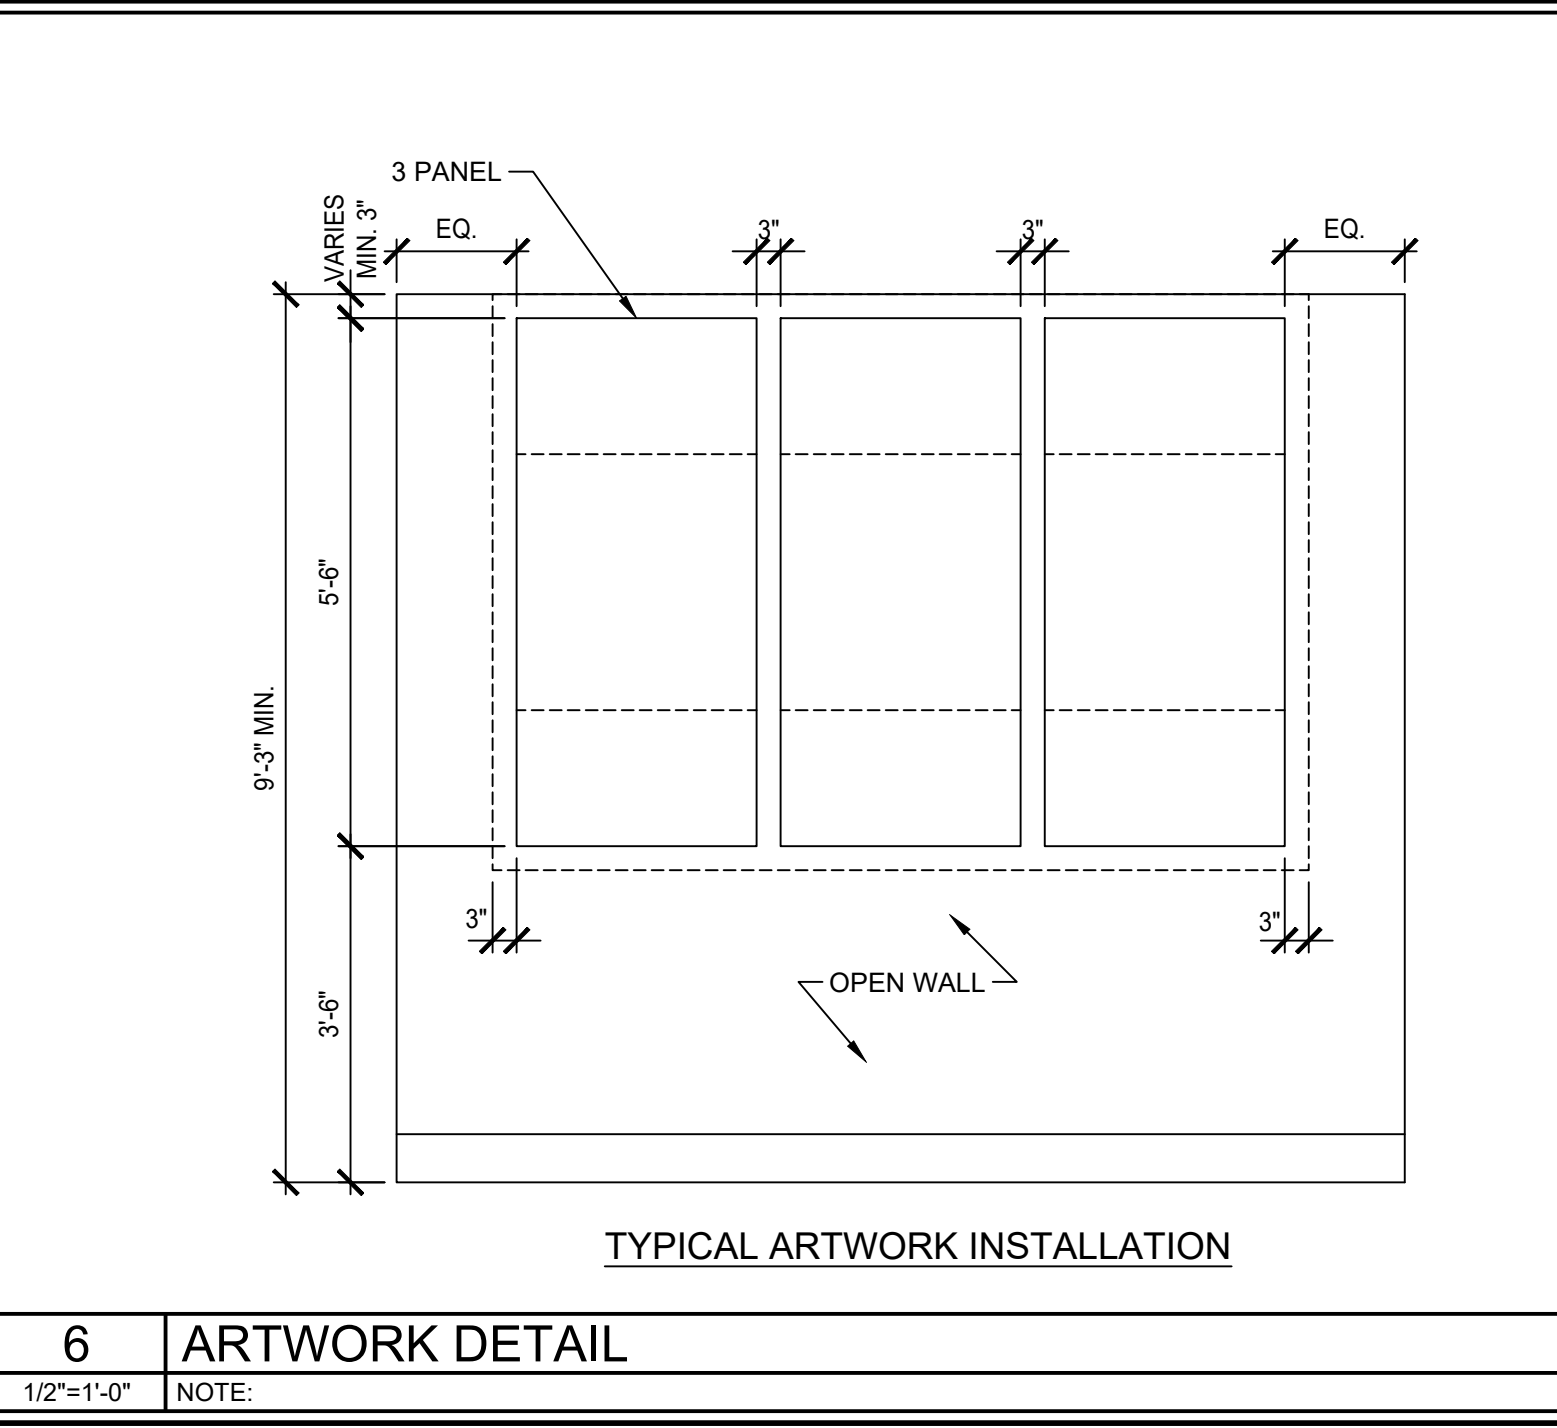 3 PANEL
VARIES
MIN. 3"
EQ.
3"
3"
EQ.
5'-6"
9'-3" MIN.
3"
3"
OPEN WALL
3'-6"
TYPICAL ARTWORK INSTALLATION
6
ARTWORK DETAIL
1/2"=1'-0"
NOTE: